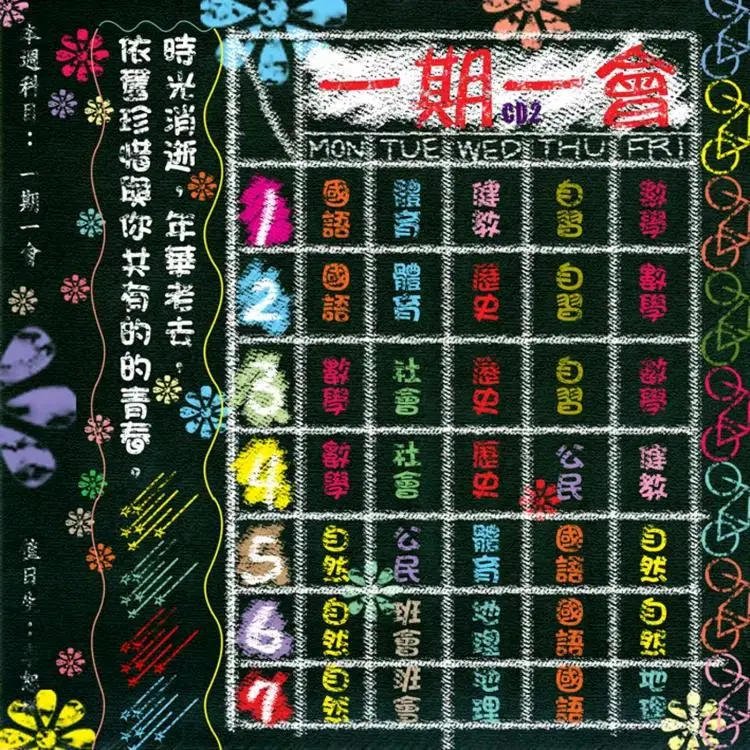 一期一會
CD2
MON TUE WED THU FRI
1 國語 體育 健教 自習 數學
2 國語 體育 歷史 自習 數學
3 數學 社會 歷史 自習 數學
4 數學 社會 歷史 公民 健教
5 自然 公民 體育 國語 自然
6 自然 班會 地理 國語 自然
7 自然 班會 地理 國語 地理
時光消逝，年華老去。
依舊珍惜與你共有的的青春。
本週科目：一期一會
值日生：